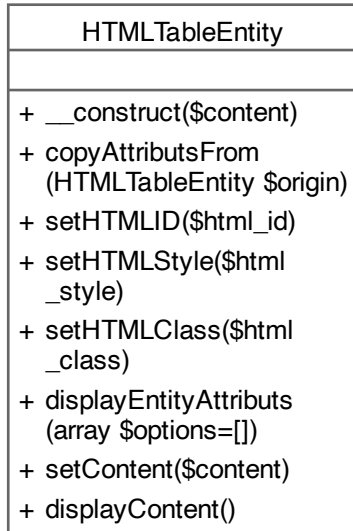 HTMLTableEntity
+ __construct($content)
+ copyAttributsFrom
(HTMLTableEntity $origin)
+ setHTMLID($html_id)
+ setHTMLStyle($html
_style)
+ setHTMLClass($html
_class)
+ displayEntityAttributs
(array $options=[])
+ setContent($content)
+ displayContent()